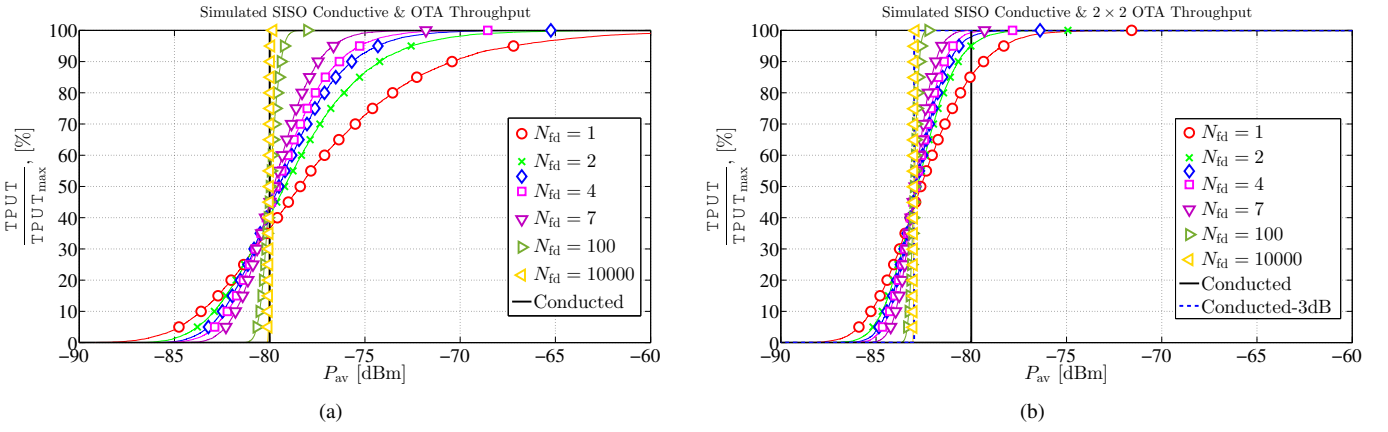 Simulated SISO Conductive & OTA Throughput
TPUT / TPUT_max, [%]
100
90
80
70
60
50
40
30
20
10
0
−90
−85
−80
−75
−70
−65
−60
P_av [dBm]
N_fd = 1
N_fd = 2
N_fd = 4
N_fd = 7
N_fd = 100
N_fd = 10000
Conducted
(a)
Simulated SISO Conductive & 2 × 2 OTA Throughput
TPUT / TPUT_max, [%]
100
90
80
70
60
50
40
30
20
10
0
−90
−85
−80
−75
−70
−65
−60
P_av [dBm]
N_fd = 1
N_fd = 2
N_fd = 4
N_fd = 7
N_fd = 100
N_fd = 10000
Conducted
Conducted-3dB
(b)